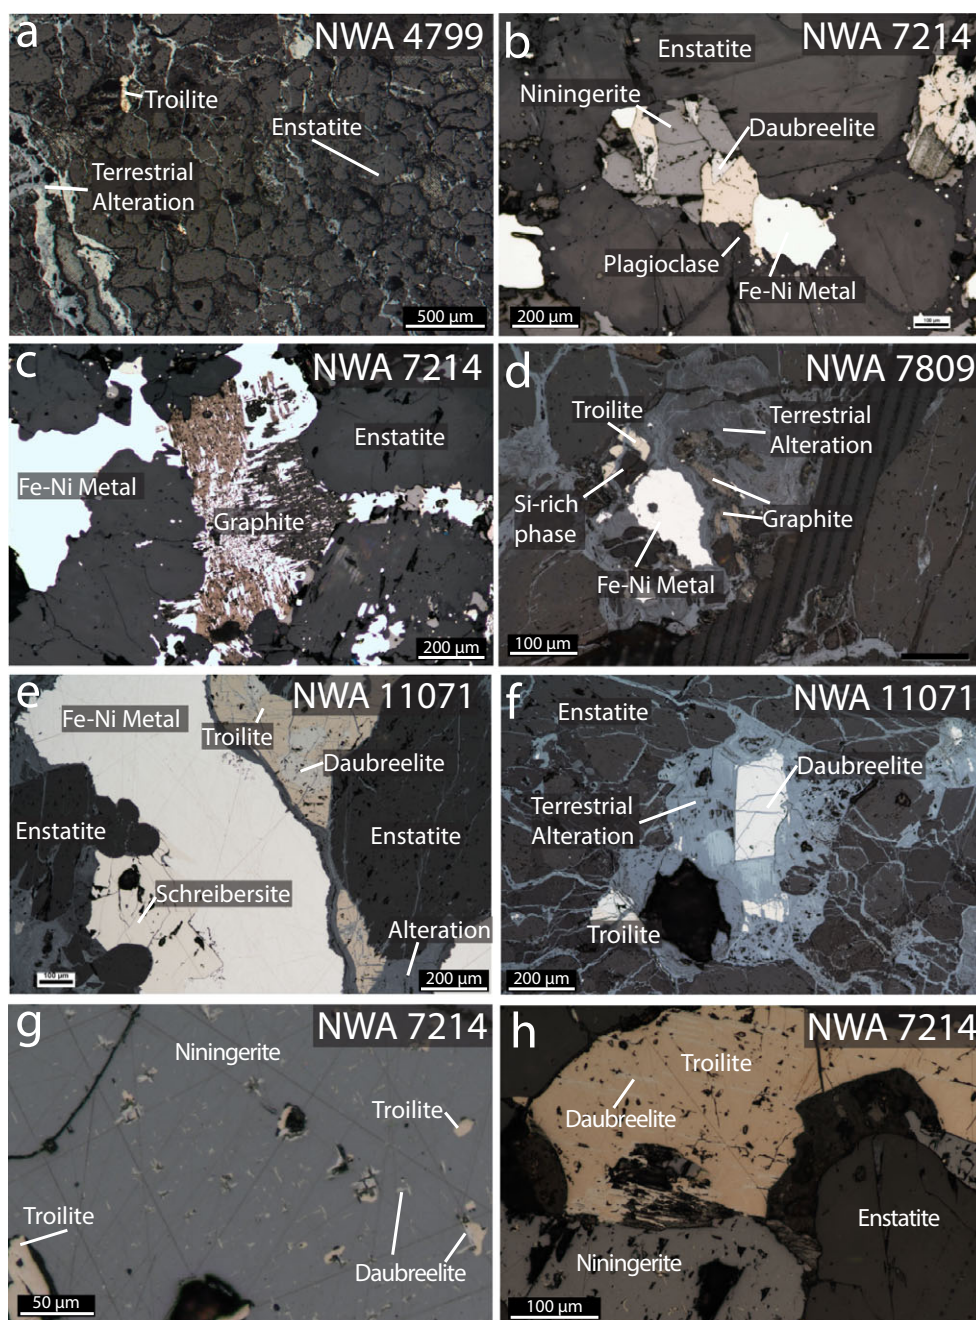 a NWA 4799
Troilite
Enstatite
Terrestrial
Alteration
500 µm
b NWA 7214
Enstatite
Niningerite
Daubreelite
Plagioclase
Fe-Ni Metal
200 µm
100 µm
c NWA 7214
Enstatite
Fe-Ni Metal
Graphite
200 µm
d NWA 7809
Troilite
Terrestrial
Alteration
Si-rich
phase
Graphite
Fe-Ni Metal
100 µm
e NWA 11071
Fe-Ni Metal
Troilite
Daubreelite
Enstatite
Enstatite
Schreibersite
Alteration
100 µm
200 µm
f NWA 11071
Enstatite
Daubreelite
Terrestrial
Alteration
Troilite
200 µm
g NWA 7214
Niningerite
Troilite
Troilite
Daubreelite
50 µm
h NWA 7214
Troilite
Daubreelite
Enstatite
Niningerite
100 µm